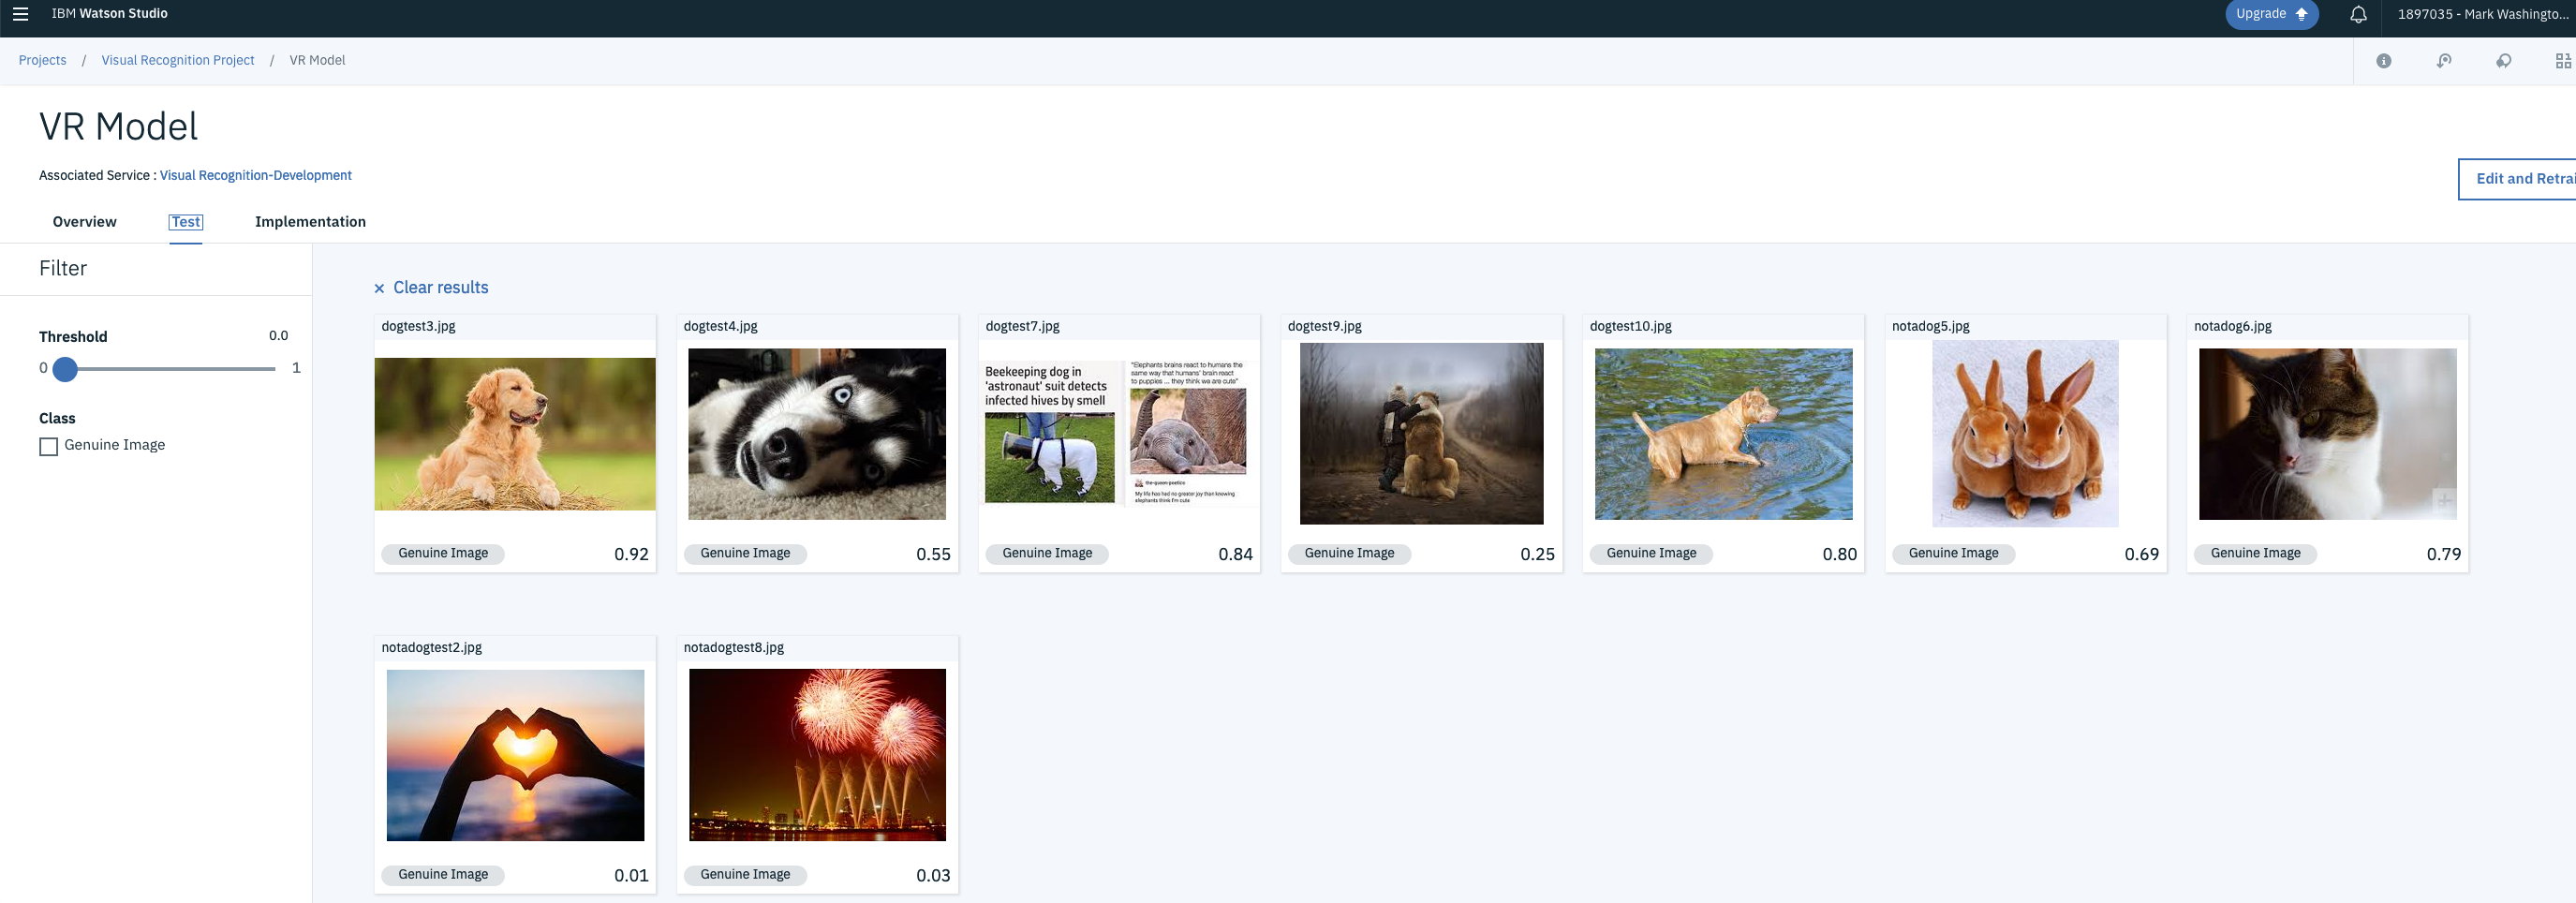 IBM Watson Studio
Upgrade
1897035 - Mark Washingto...
Projects / Visual Recognition Project / VR Model
VR Model
Associated Service : Visual Recognition-Development
Edit and Retrai
Overview Test Implementation
Filter
× Clear results
Threshold 0.0
0 1
Class
Genuine Image
dogtest3.jpg
Genuine Image 0.92
dogtest4.jpg
Genuine Image 0.55
dogtest7.jpg
Beekeeping dog in
'astronaut' suit detects
infected hives by smell
"Elephants brains react to humans the
same way that humans' brain react
to puppies ... they think we are cute"
the-queen-poetica
My life has had no greater joy than knowing
elephants think I'm cute
Genuine Image 0.84
dogtest9.jpg
Genuine Image 0.25
dogtest10.jpg
Genuine Image 0.80
notadog5.jpg
Genuine Image 0.69
notadog6.jpg
Genuine Image 0.79
notadogtest2.jpg
Genuine Image 0.01
notadogtest8.jpg
Genuine Image 0.03